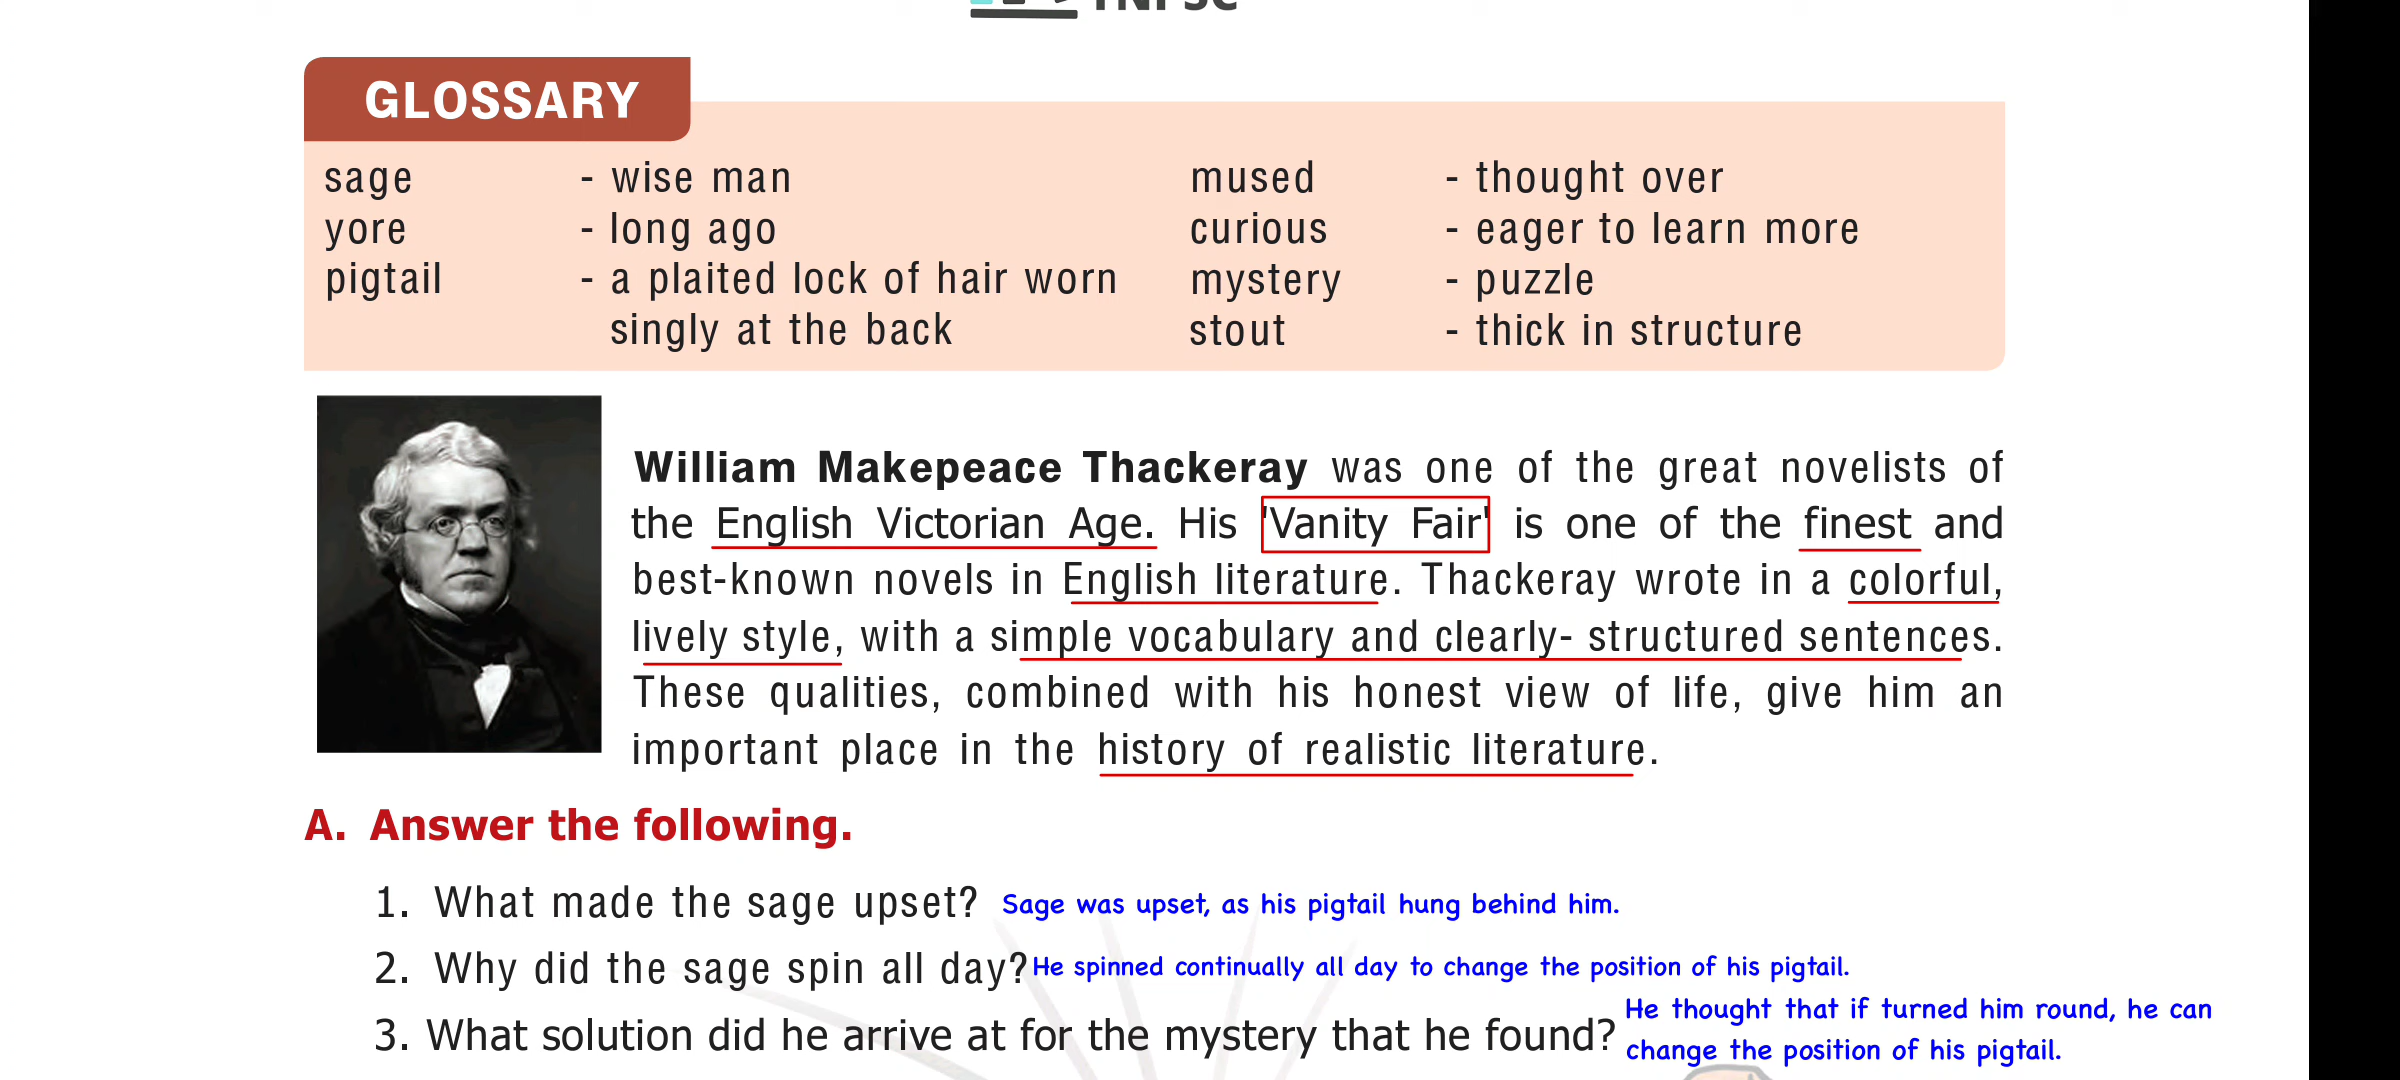 TNPSC
GLOSSARY
sage - wise man mused - thought over
yore - long ago curious - eager to learn more
pigtail - a plaited lock of hair worn mystery - puzzle
singly at the back stout - thick in structure
William Makepeace Thackeray was one of the great novelists of
the English Victorian Age. His 'Vanity Fair' is one of the finest and
best-known novels in English literature. Thackeray wrote in a colorful,
lively style, with a simple vocabulary and clearly- structured sentences.
These qualities, combined with his honest view of life, give him an
important place in the history of realistic literature.
A. Answer the following.
1. What made the sage upset? Sage was upset, as his pigtail hung behind him.
2. Why did the sage spin all day? He spinned continually all day to change the position of his pigtail.
3. What solution did he arrive at for the mystery that he found? He thought that if turned him round, he can
change the position of his pigtail.